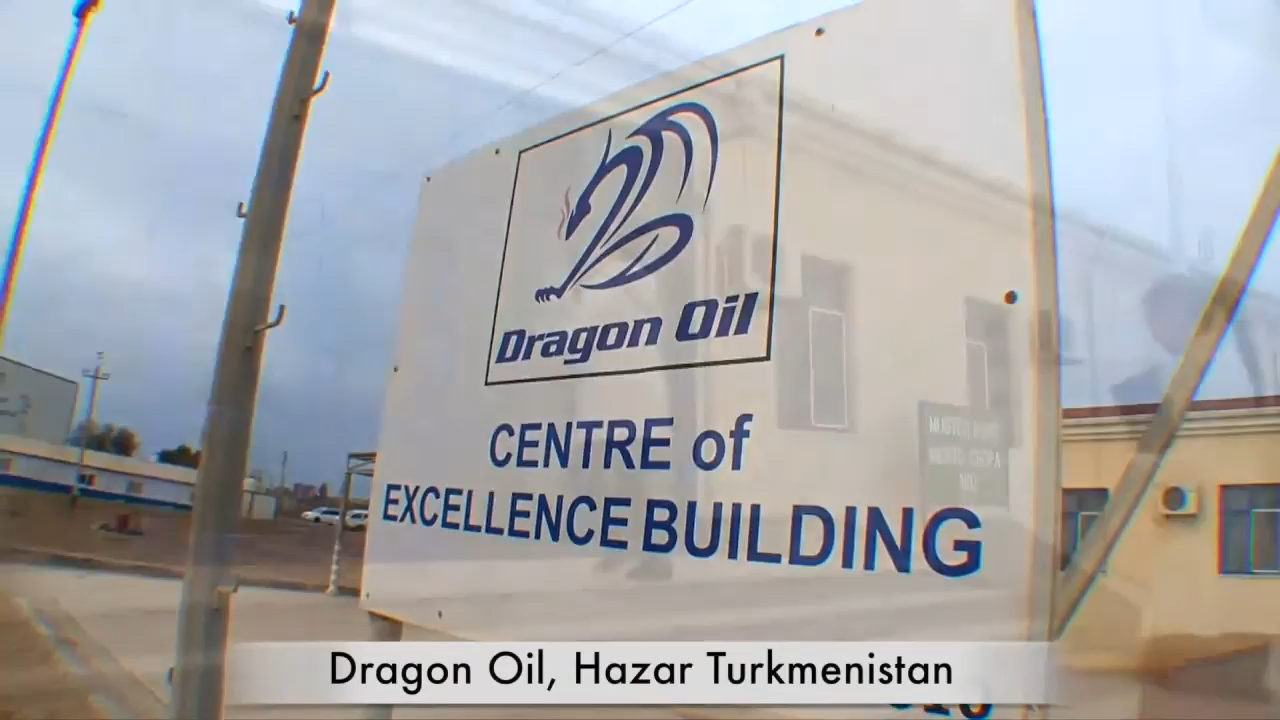 Dragon Oil
CENTRE of
EXCELLENCE BUILDING
Dragon Oil, Hazar Turkmenistan